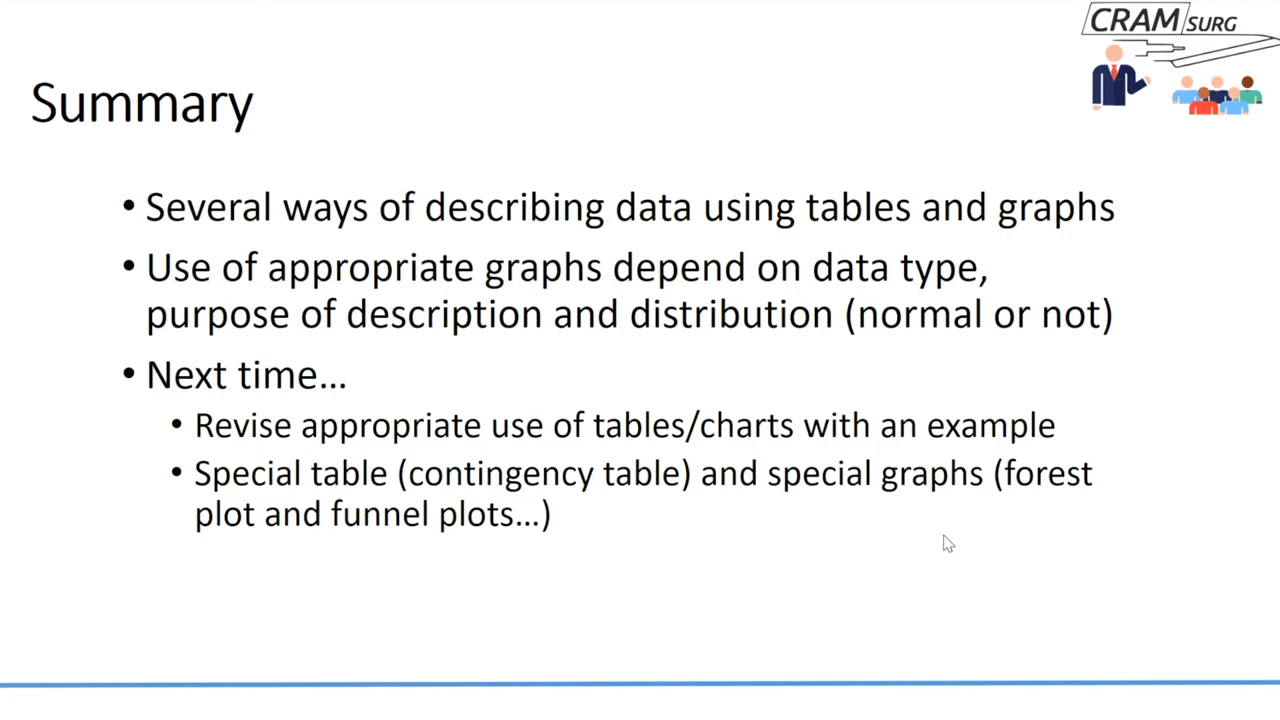 CRAM SURG
Summary
• Several ways of describing data using tables and graphs
• Use of appropriate graphs depend on data type,
purpose of description and distribution (normal or not)
• Next time...
• Revise appropriate use of tables/charts with an example
• Special table (contingency table) and special graphs (forest
plot and funnel plots...)